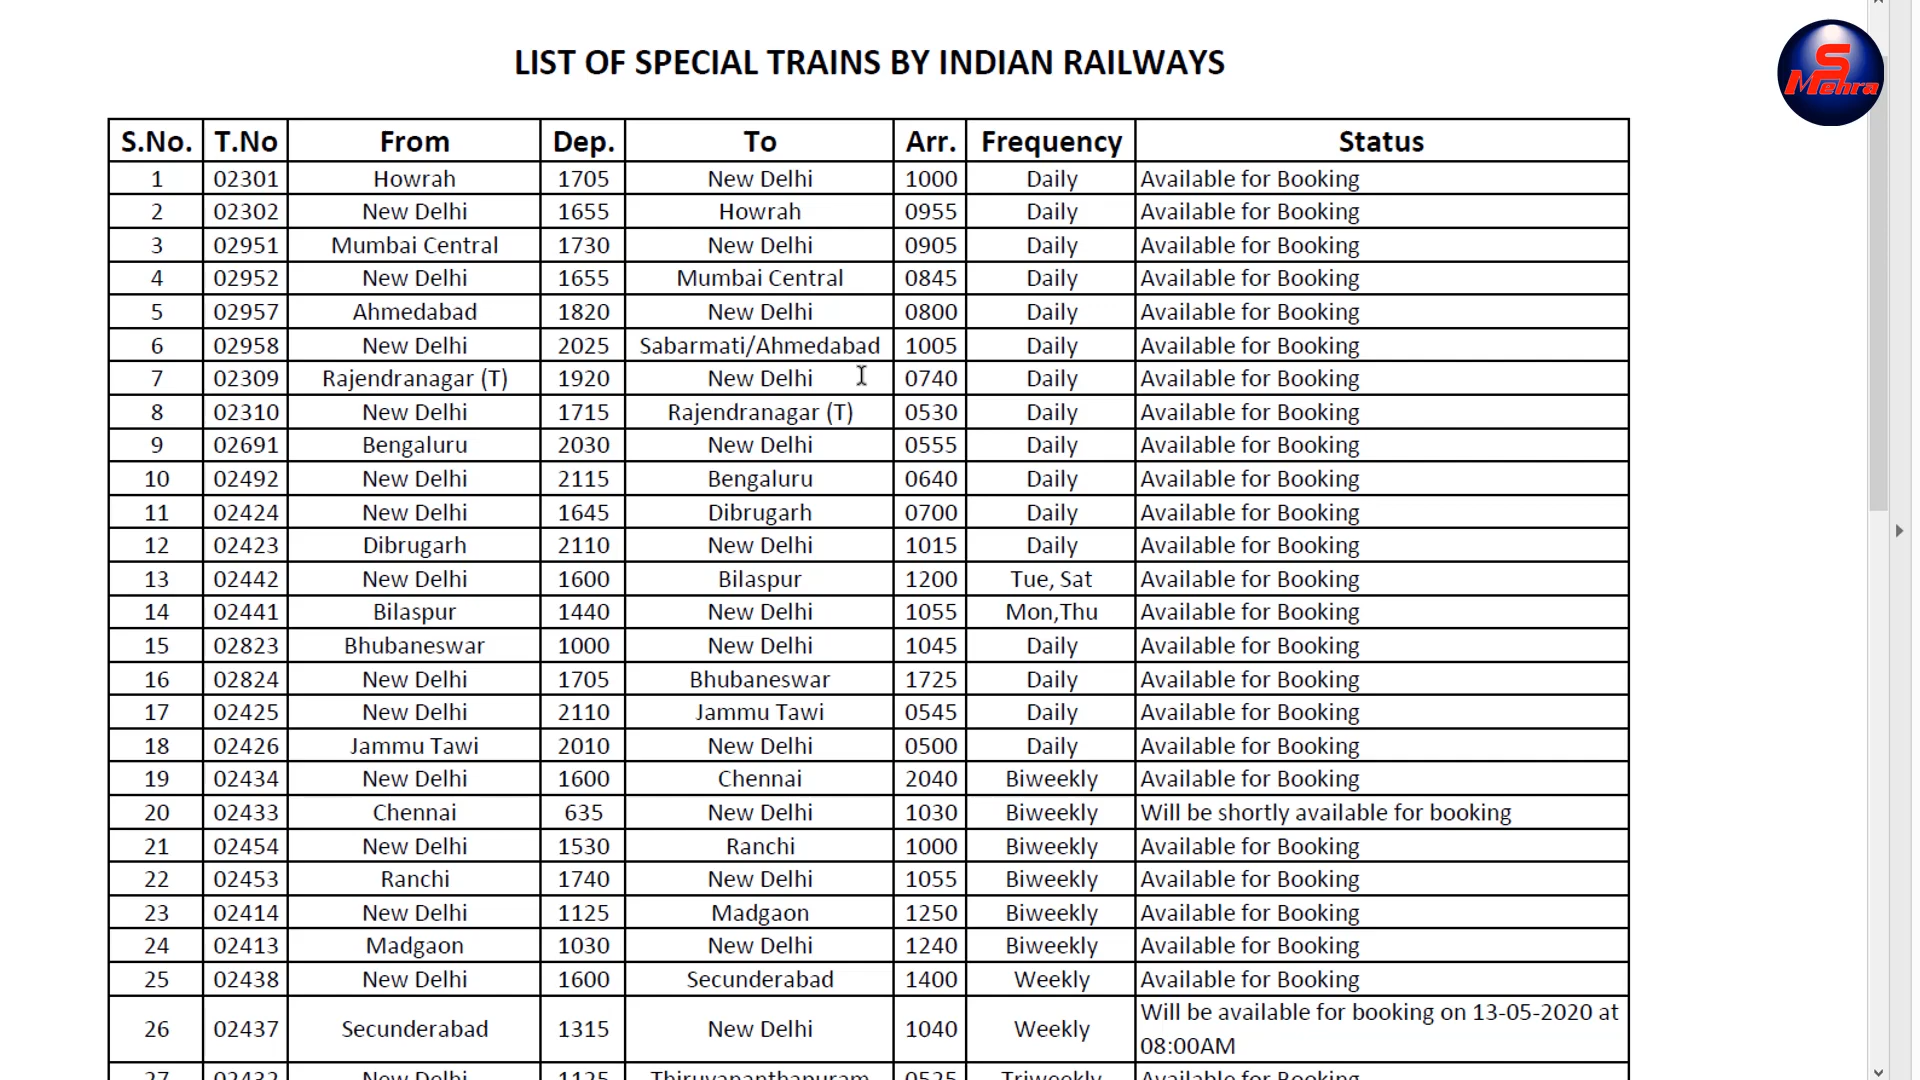 LIST OF SPECIAL TRAINS BY INDIAN RAILWAYS
S Mehra
S.No. T.No From Dep. To Arr. Frequency Status
1 02301 Howrah 1705 New Delhi 1000 Daily Available for Booking
2 02302 New Delhi 1655 Howrah 0955 Daily Available for Booking
3 02951 Mumbai Central 1730 New Delhi 0905 Daily Available for Booking
4 02952 New Delhi 1655 Mumbai Central 0845 Daily Available for Booking
5 02957 Ahmedabad 1820 New Delhi 0800 Daily Available for Booking
6 02958 New Delhi 2025 Sabarmati/Ahmedabad 1005 Daily Available for Booking
7 02309 Rajendranagar (T) 1920 New Delhi 0740 Daily Available for Booking
8 02310 New Delhi 1715 Rajendranagar (T) 0530 Daily Available for Booking
9 02691 Bengaluru 2030 New Delhi 0555 Daily Available for Booking
10 02492 New Delhi 2115 Bengaluru 0640 Daily Available for Booking
11 02424 New Delhi 1645 Dibrugarh 0700 Daily Available for Booking
12 02423 Dibrugarh 2110 New Delhi 1015 Daily Available for Booking
13 02442 New Delhi 1600 Bilaspur 1200 Tue, Sat Available for Booking
14 02441 Bilaspur 1440 New Delhi 1055 Mon,Thu Available for Booking
15 02823 Bhubaneswar 1000 New Delhi 1045 Daily Available for Booking
16 02824 New Delhi 1705 Bhubaneswar 1725 Daily Available for Booking
17 02425 New Delhi 2110 Jammu Tawi 0545 Daily Available for Booking
18 02426 Jammu Tawi 2010 New Delhi 0500 Daily Available for Booking
19 02434 New Delhi 1600 Chennai 2040 Biweekly Available for Booking
20 02433 Chennai 635 New Delhi 1030 Biweekly Will be shortly available for booking
21 02454 New Delhi 1530 Ranchi 1000 Biweekly Available for Booking
22 02453 Ranchi 1740 New Delhi 1055 Biweekly Available for Booking
23 02414 New Delhi 1125 Madgaon 1250 Biweekly Available for Booking
24 02413 Madgaon 1030 New Delhi 1240 Biweekly Available for Booking
25 02438 New Delhi 1600 Secunderabad 1400 Weekly Available for Booking
26 02437 Secunderabad 1315 New Delhi 1040 Weekly Will be available for booking on 13-05-2020 at
08:00AM
27 02432 New Delhi 1125 Thiruvananthapuram 0525 Triweekly Available for Booking